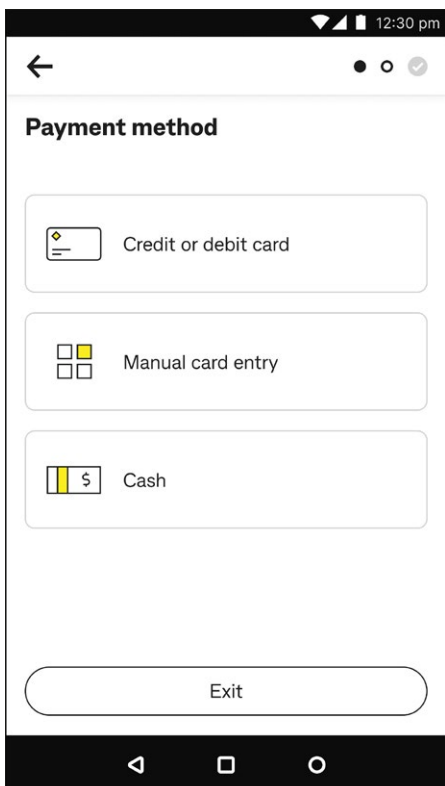 12:30 pm
Payment method
Credit or debit card
Manual card entry
$
Cash
Exit